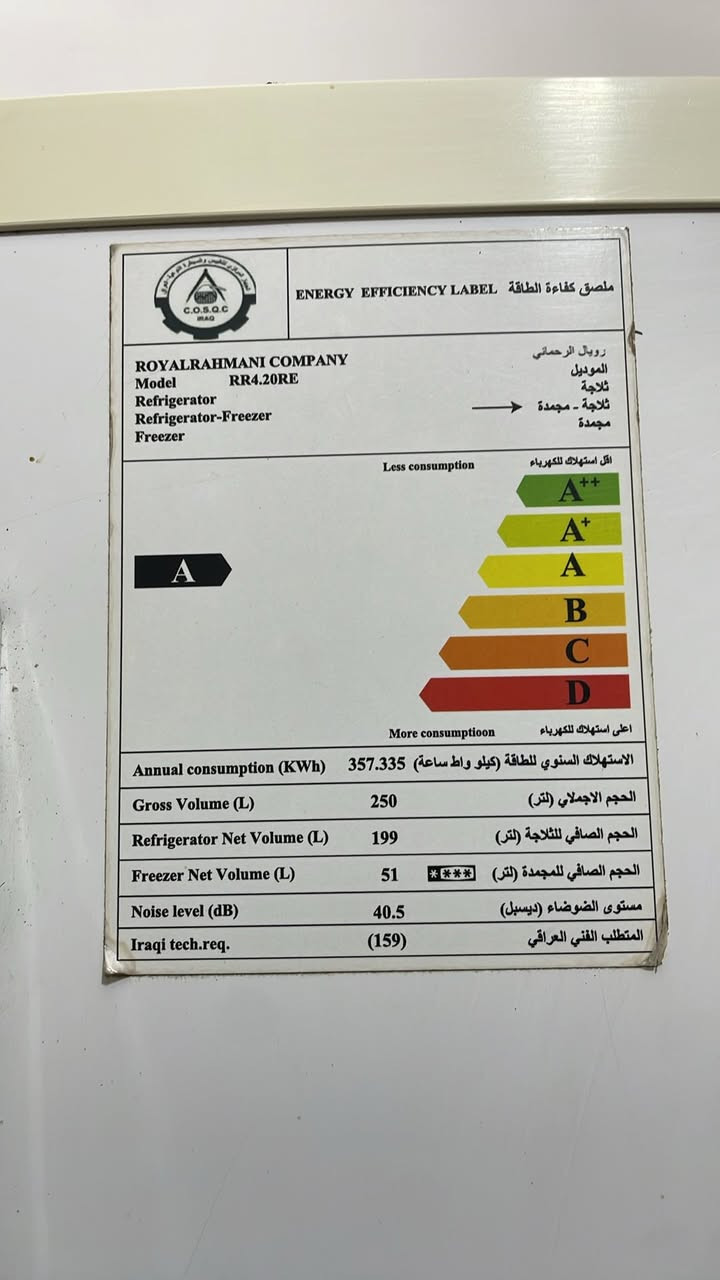 C.O.S.Q.C
IRAQ
ENERGY EFFICIENCY LABEL ملصق كفاءة الطاقة
ROYALRAHMANI COMPANY رويال الرحماني
Model RR4.20RE الموديل
Refrigerator ثلاجة
Refrigerator-Freezer ثلاجة - مجمدة
Freezer مجمدة
Less consumption اقل استهلاك للكهرباء
A++
A+
A A
B
C
D
More consumptioon اعلى استهلاك للكهرباء
Annual consumption (KWh) 357.335 الاستهلاك السنوي للطاقة (كيلو واط ساعة)
Gross Volume (L) 250 الحجم الاجمالي (لتر)
Refrigerator Net Volume (L) 199 الحجم الصافي للثلاجة (لتر)
Freezer Net Volume (L) 51 **** الحجم الصافي للمجمدة (لتر)
Noise level (dB) 40.5 مستوى الضوضاء (ديسبل)
Iraqi tech.req. (159) المتطلب الفني العراقي